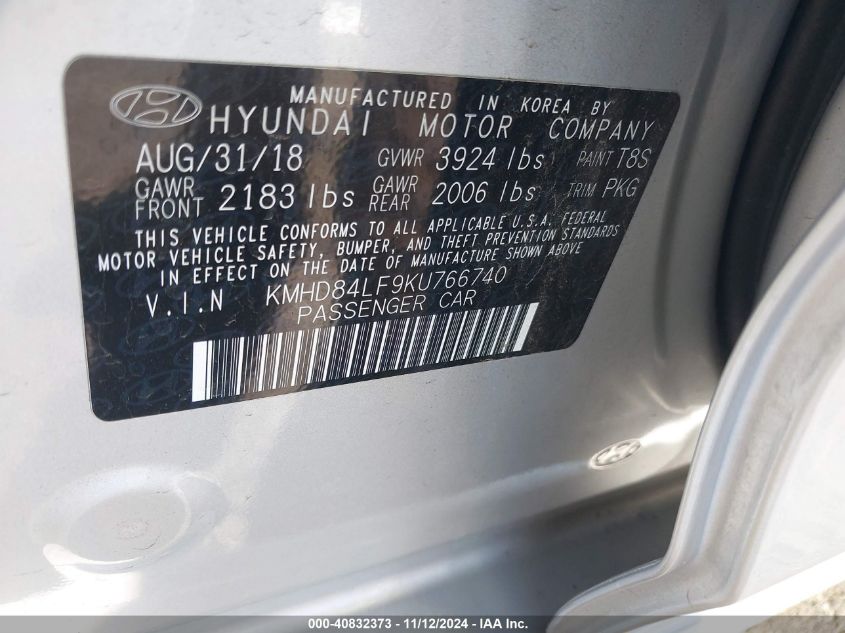 MANUFACTURED IN KOREA BY
HYUNDAI MOTOR COMPANY
AUG/31/18 GVWR 3924 lbs PAINT T8S
GAWR FRONT 2183 lbs GAWR REAR 2006 lbs TRIM PKG
THIS VEHICLE CONFORMS TO ALL APPLICABLE U.S.A. FEDERAL
MOTOR VEHICLE SAFETY, BUMPER, AND THEFT PREVENTION STANDARDS
IN EFFECT ON THE DATE OF MANUFACTURE SHOWN ABOVE
V.I.N KMHD84LF9KU766740
PASSENGER CAR
000-40832373 - 11/12/2024 - IAA, Inc.